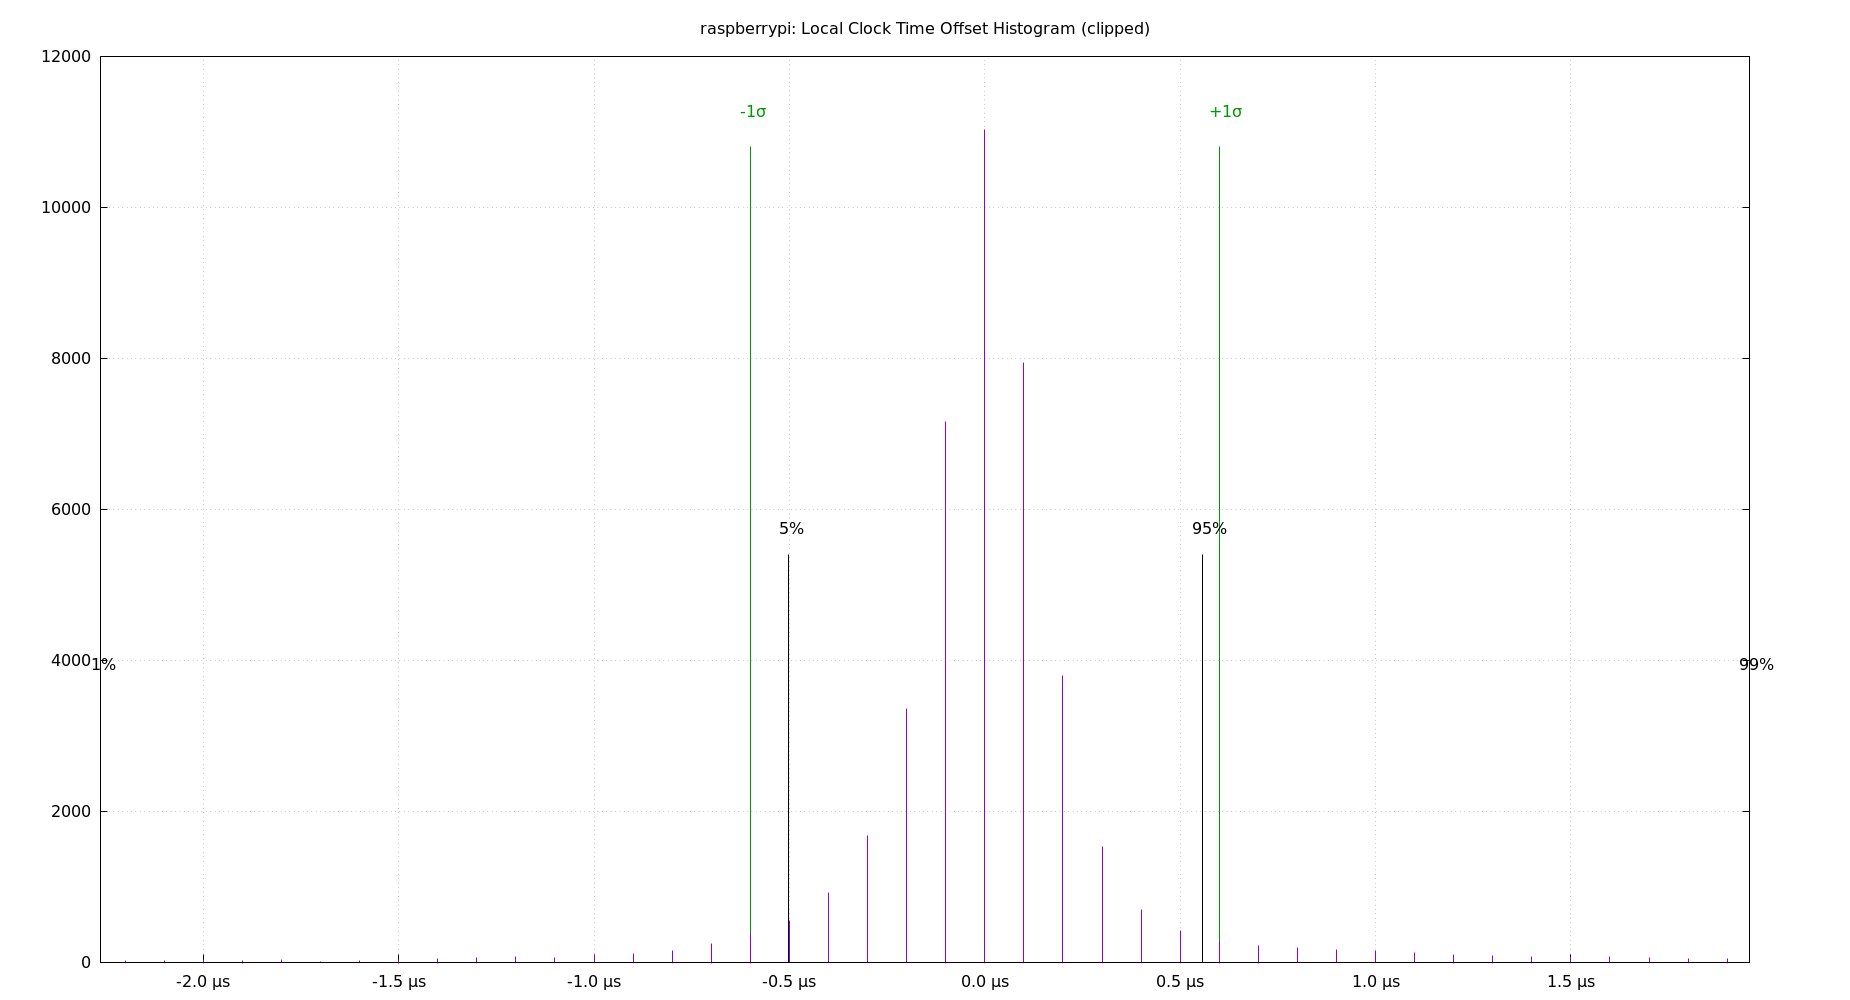 raspberrypi: Local Clock Time Offset Histogram (clipped)
12000
-1σ +1σ
10000
8000
6000
5% 95%
4000 1% 99%
2000
0
-2.0 µs -1.5 µs -1.0 µs -0.5 µs 0.0 µs 0.5 µs 1.0 µs 1.5 µs